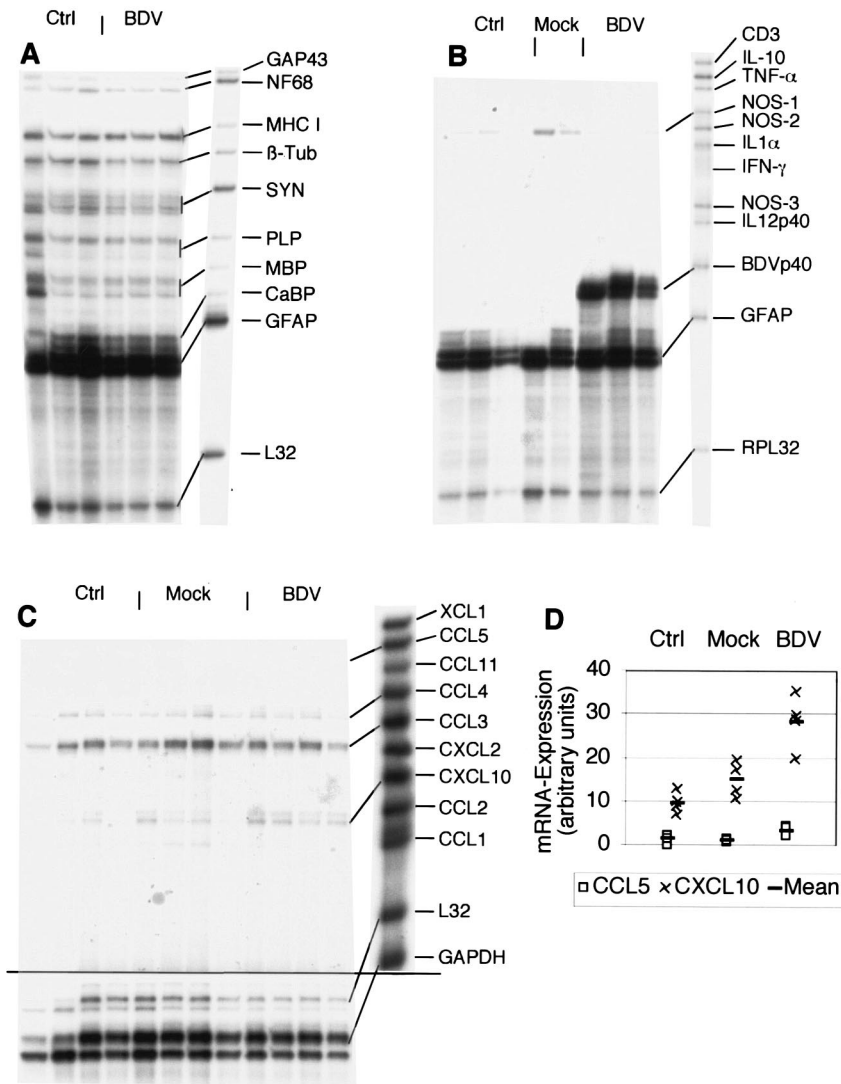 Ctrl | BDV
A
GAP43
NF68
MHC I
ß-Tub
SYN
PLP
MBP
CaBP
GFAP
L32
Ctrl | Mock | BDV
B
CD3
IL-10
TNF-α
NOS-1
NOS-2
IL1α
IFN-γ
NOS-3
IL12p40
BDVp40
GFAP
RPL32
Ctrl | Mock | BDV
C
XCL1
CCL5
CCL11
CCL4
CCL3
CXCL2
CXCL10
CCL2
CCL1
L32
GAPDH
D
Ctrl Mock BDV
mRNA-Expression
(arbitrary units)
40
30
20
10
0
CCL5 × CXCL10 Mean